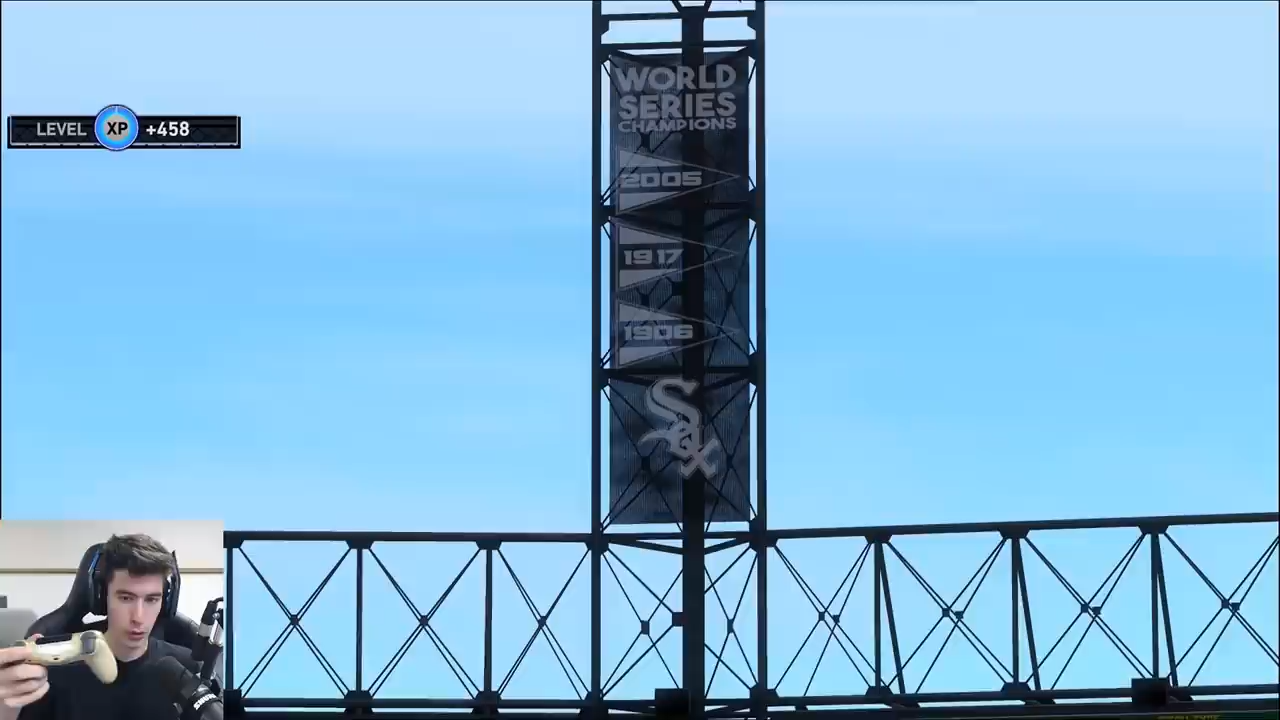 LEVEL XP +458
WORLD
SERIES
CHAMPIONS
2005
1917
1906
Sox